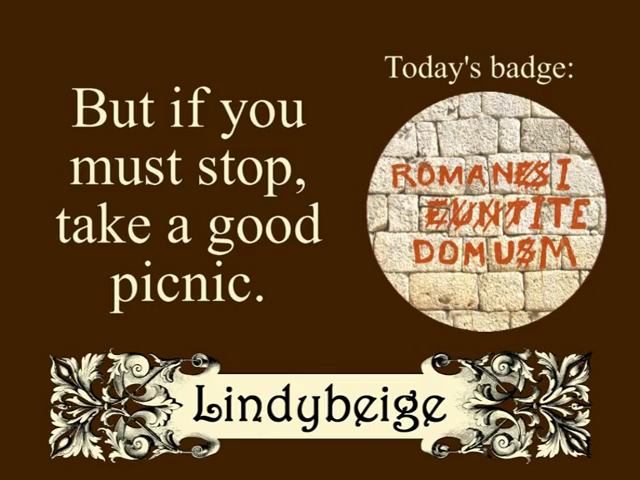 But if you
must stop,
take a good
picnic.
Today's badge:
ROMANESI
EUNTITE
DOMUSM
Lindybeige